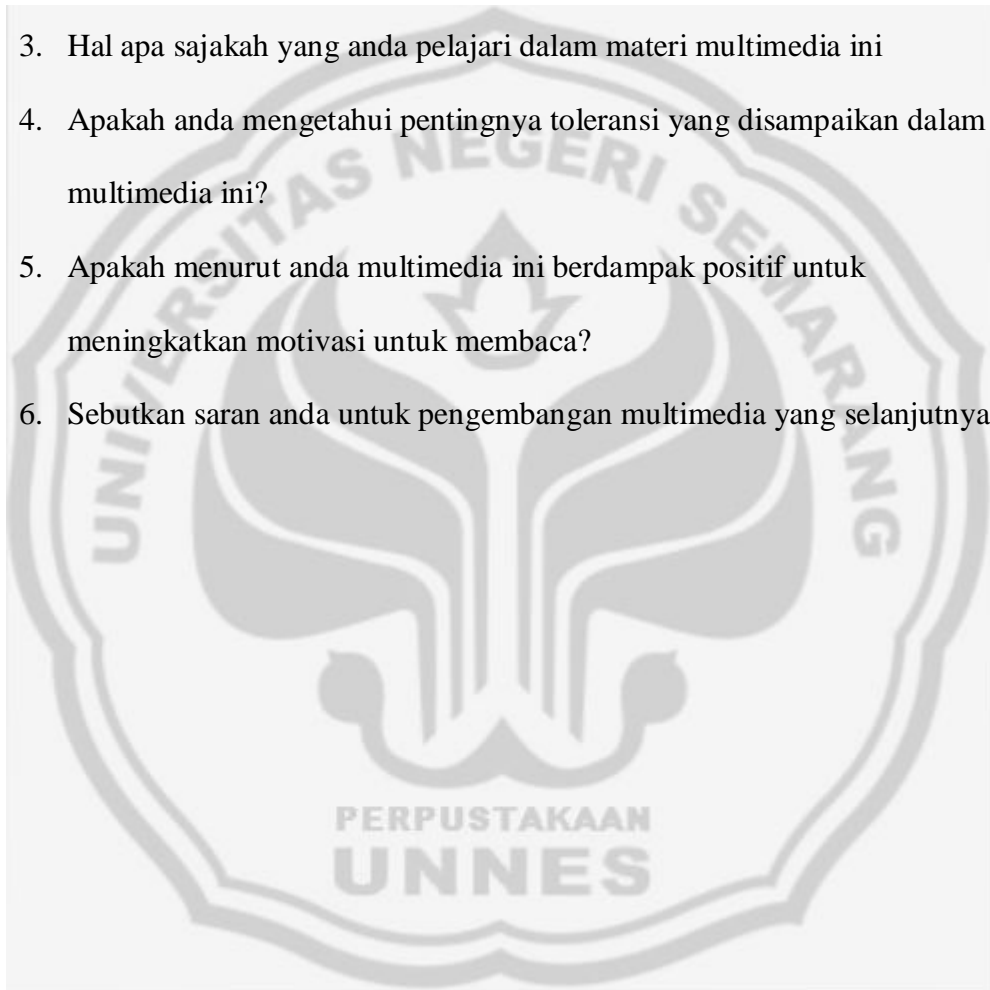 3. Hal apa sajakah yang anda pelajari dalam materi multimedia ini
4. Apakah anda mengetahui pentingnya toleransi yang disampaikan dalam
multimedia ini?
5. Apakah menurut anda multimedia ini berdampak positif untuk
meningkatkan motivasi untuk membaca?
6. Sebutkan saran anda untuk pengembangan multimedia yang selanjutnya
UNIVERSITAS NEGERI SEMARANG
PERPUSTAKAAN
UNNES